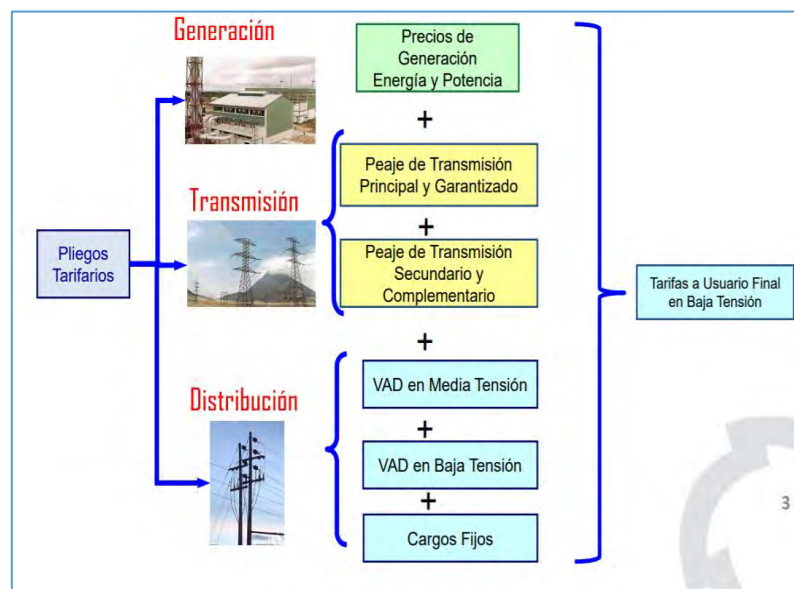 Generación
Precios de
Generación
Energía y Potencia
+
Peaje de Transmisión
Principal y Garantizado
Transmisión
+
Pliegos
Tarifarios
Peaje de Transmisión
Secundario y
Complementario
Tarifas a Usuario Final
en Baja Tensión
+
VAD en Media Tensión
Distribución
+
VAD en Baja Tensión
+
Cargos Fijos
3